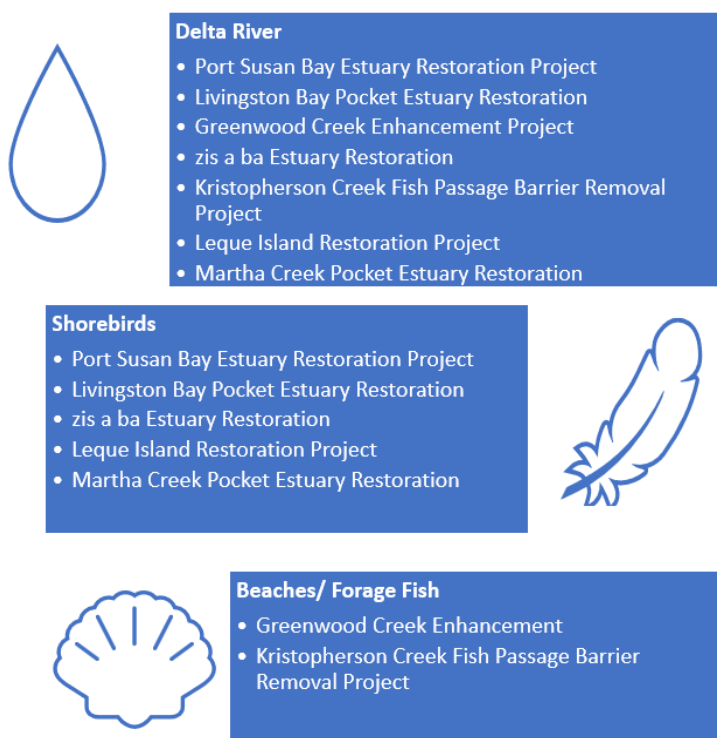 Delta River
• Port Susan Bay Estuary Restoration Project
• Livingston Bay Pocket Estuary Restoration
• Greenwood Creek Enhancement Project
• zis a ba Estuary Restoration
• Kristopherson Creek Fish Passage Barrier Removal
Project
• Leque Island Restoration Project
• Martha Creek Pocket Estuary Restoration
Shorebirds
• Port Susan Bay Estuary Restoration Project
• Livingston Bay Pocket Estuary Restoration
• zis a ba Estuary Restoration
• Leque Island Restoration Project
• Martha Creek Pocket Estuary Restoration
Beaches/ Forage Fish
• Greenwood Creek Enhancement
• Kristopherson Creek Fish Passage Barrier
Removal Project